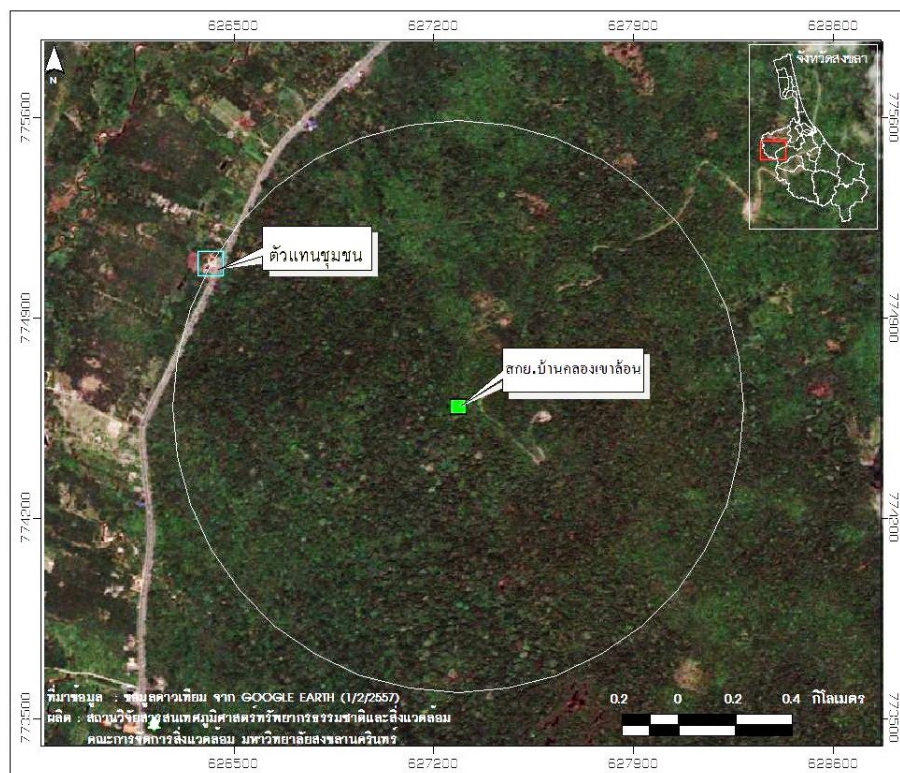 626500 627200 627900 628600
775600 775600
จังหวัดสงขลา
N
ตัวแทนชุมชน
774900 774900
สกย.บ้านคลองเขาล้อน
774200 774200
ที่มาข้อมูล : ข้อมูลดาวเทียม จาก GOOGLE EARTH (1/2/2557)
ผลิต : สถานวิจัยสารสนเทศภูมิศาสตร์ทรัพยากรธรรมชาติและสิ่งแวดล้อม
คณะการจัดการสิ่งแวดล้อม มหาวิทยาลัยสงขลานครินทร์
0.2 0 0.2 0.4 กิโลเมตร
773500 773500
626500 627200 627900 628600